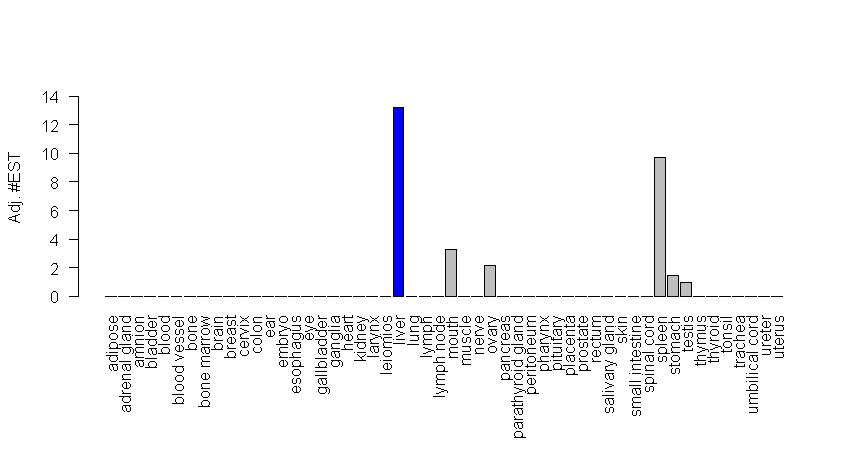 Adj. #EST
14
12
10
8
6
4
2
0
adipose
adrenal gland
amnion
bladder
blood
blood vessel
bone
bone marrow
brain
breast
cervix
colon
ear
embryo
esophagus
eye
gallbladder
ganglia
heart
kidney
larynx
leiomios
liver
lung
lymph
lymph node
mouth
muscle
nerve
ovary
pancreas
parathyroid gland
peritoneum
pharynx
pituitary
placenta
prostate
rectum
salivary gland
skin
small intestine
spinal cord
spleen
stomach
testis
thymus
thyroid
tonsil
trachea
umbilical cord
ureter
uterus